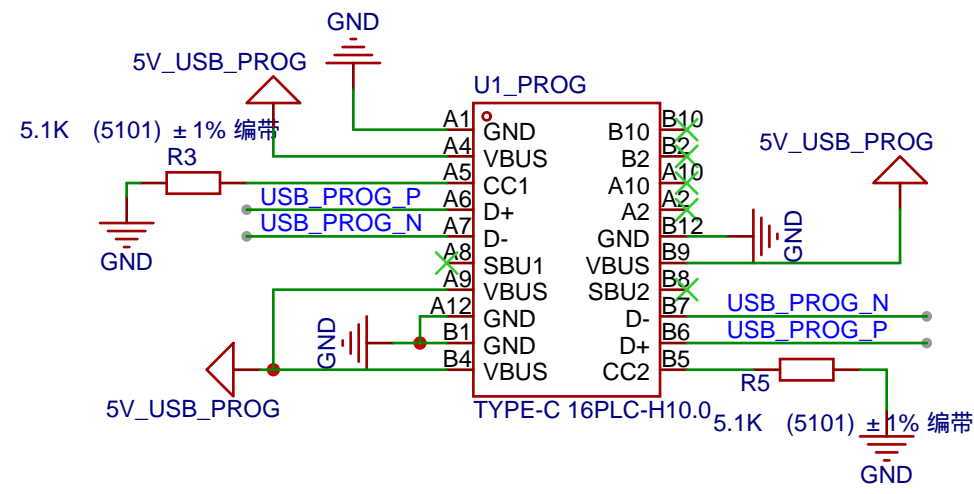 GND
5V_USB_PROG
U1_PROG
5.1K (5101) ±1% 编带
R3
GND
USB_PROG_P
USB_PROG_N
A1 GND
A4 VBUS
A5 CC1
A6 D+
A7 D-
A8 SBU1
A9 VBUS
A12 GND
B1 GND
B4 VBUS
GND
5V_USB_PROG
B10 B10
B2 B2
A10 A10
A2 A2
GND B12
VBUS B9
SBU2 B8
D- B7
D+ B6
CC2 B5
5V_USB_PROG
GND
USB_PROG_N
USB_PROG_P
R5
TYPE-C 16PLC-H10.0
5.1K (5101) ±1% 编带
GND